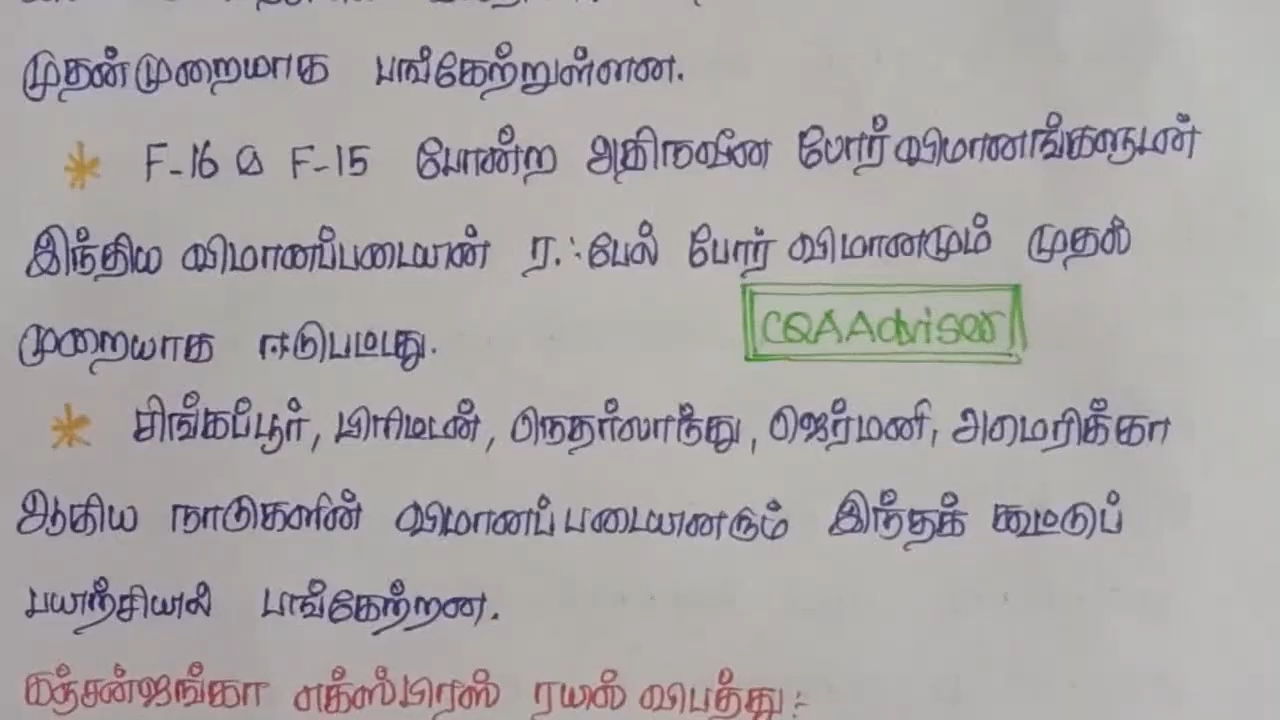 முதன்முறைமாக பங்கேற்றுள்ளன.
* F-16 & F-15 போன்ற அதிநவீன போர் விமானங்களுடன்
இந்திய விமானப்படையின் ர.ஃபேல் போர் விமானமும் முதல்
முறையாக ஈடுபட்டது.
CQAAdviser
* சிங்கப்பூர், பிரிட்டன், நெதர்லாந்து, ஜெர்மனி, அமெரிக்கா
ஆகிய நாடுகளின் விமானப் படையினரும் இந்தக் கூட்டுப்
பயிற்சியில் பங்கேற்றன.
கஞ்சன்ஜங்கா எக்ஸ்பிரஸ் ரயில் விபத்து:-